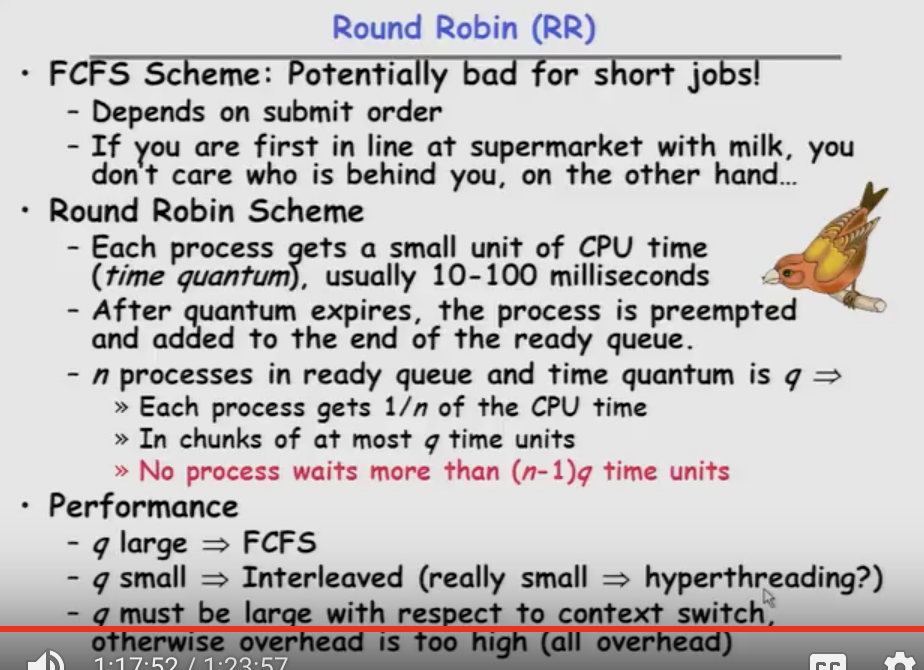 Round Robin (RR)
• FCFS Scheme: Potentially bad for short jobs!
– Depends on submit order
– If you are first in line at supermarket with milk, you
don't care who is behind you, on the other hand…
• Round Robin Scheme
– Each process gets a small unit of CPU time
(time quantum), usually 10-100 milliseconds
– After quantum expires, the process is preempted
and added to the end of the ready queue.
– n processes in ready queue and time quantum is q ⇒
» Each process gets 1/n of the CPU time
» In chunks of at most q time units
» No process waits more than (n-1)q time units
• Performance
– q large ⇒ FCFS
– q small ⇒ Interleaved (really small ⇒ hyperthreading?)
– q must be large with respect to context switch,
otherwise overhead is too high (all overhead)
1:17:52 / 1:23:57
CC